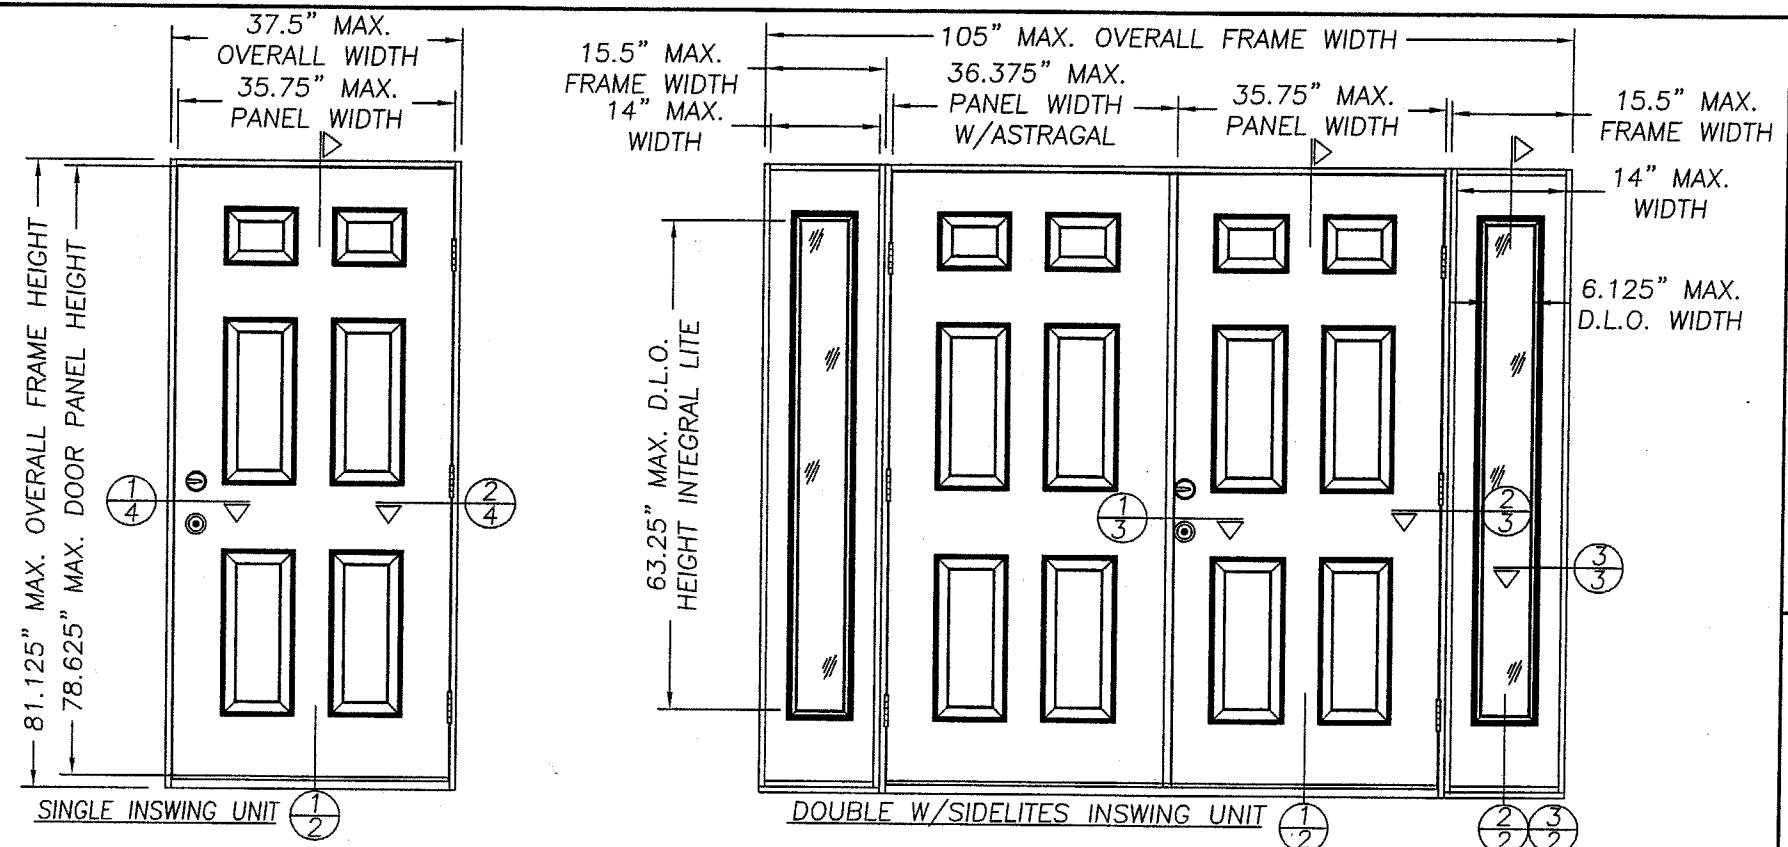 37.5" MAX.
OVERALL WIDTH
35.75" MAX.
PANEL WIDTH
81.125" MAX. OVERALL FRAME HEIGHT
78.625" MAX. DOOR PANEL HEIGHT
1
4
2
4
SINGLE INSWING UNIT
1
2
105" MAX. OVERALL FRAME WIDTH
15.5" MAX.
FRAME WIDTH
14" MAX.
WIDTH
36.375" MAX.
PANEL WIDTH
W/ASTRAGAL
35.75" MAX.
PANEL WIDTH
15.5" MAX.
FRAME WIDTH
14" MAX.
WIDTH
6.125" MAX.
D.L.O. WIDTH
63.25" MAX. D.L.O.
HEIGHT INTEGRAL LITE
1
3
2
3
3
3
DOUBLE W/SIDELITES INSWING UNIT
1
2
2
2
3
2